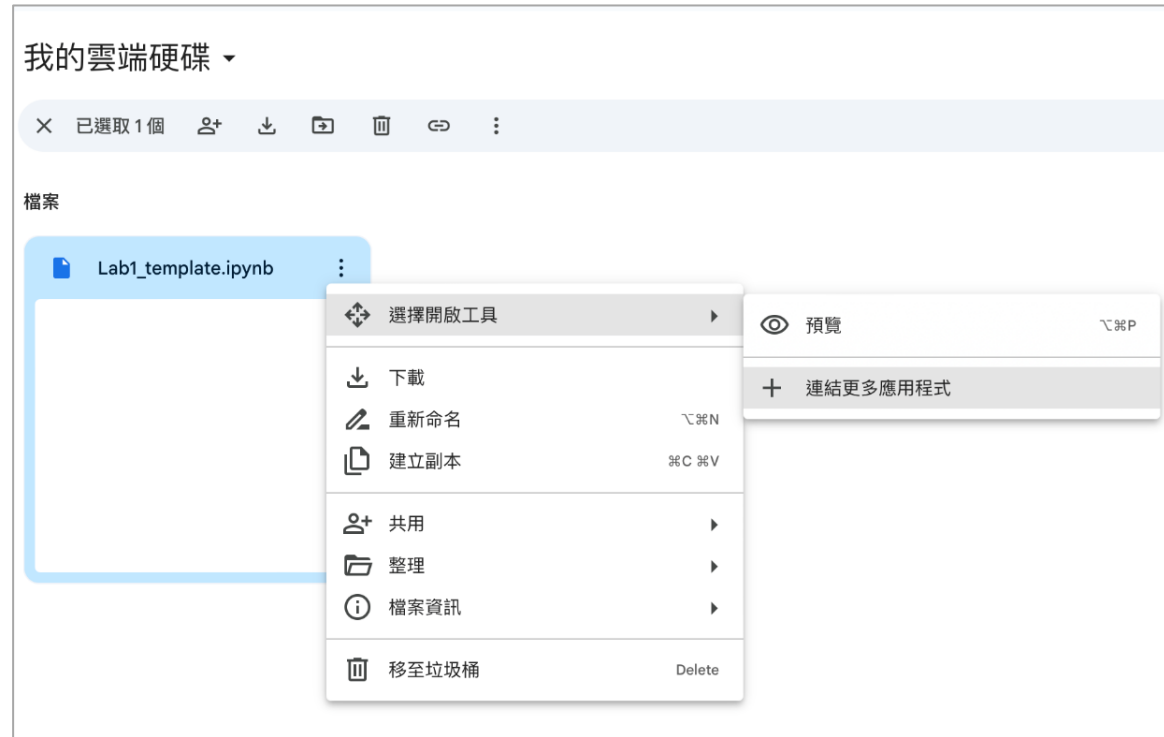 我的雲端硬碟
已選取 1 個
檔案
Lab1_template.ipynb
選擇開啟工具
預覽 ⌥⌘P
連結更多應用程式
下載
重新命名 ⌥⌘N
建立副本 ⌘C ⌘V
共用
整理
檔案資訊
移至垃圾桶 Delete